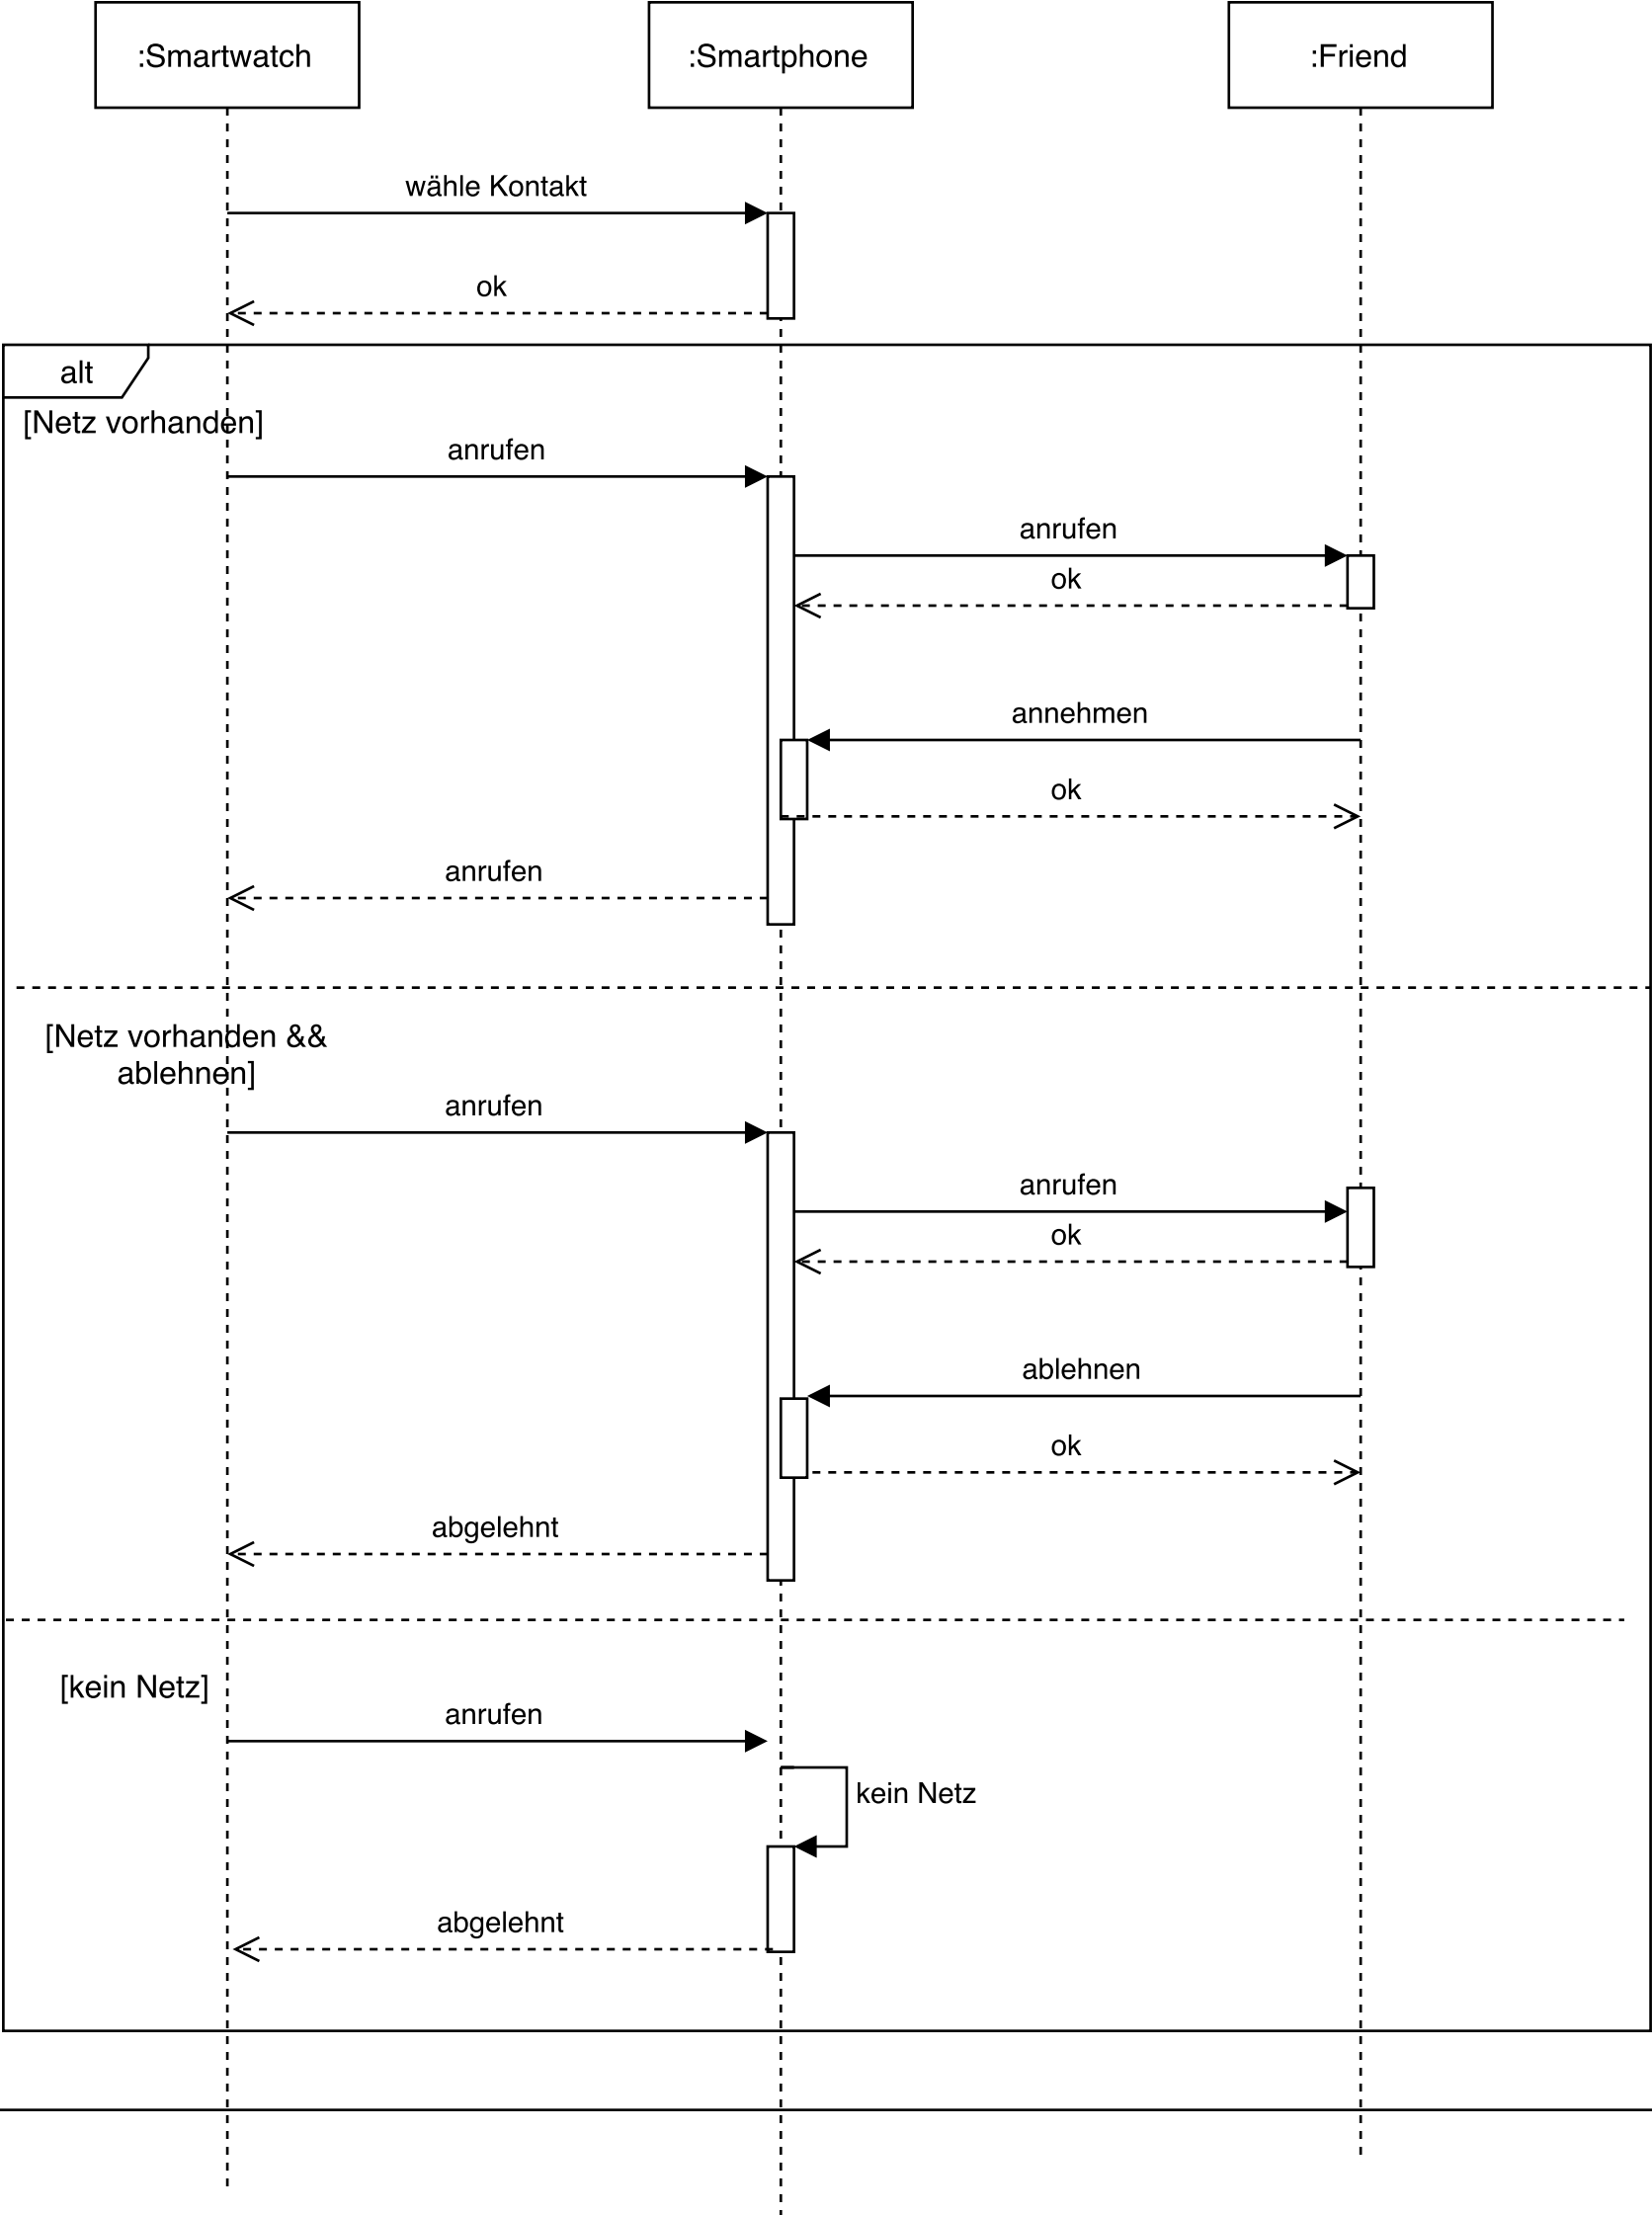 :Smartwatch
:Smartphone
:Friend
wähle Kontakt
ok
alt
[Netz vorhanden]
anrufen
anrufen
ok
annehmen
ok
anrufen
[Netz vorhanden &&
ablehnen]
anrufen
anrufen
ok
ablehnen
ok
abgelehnt
[kein Netz]
anrufen
kein Netz
abgelehnt